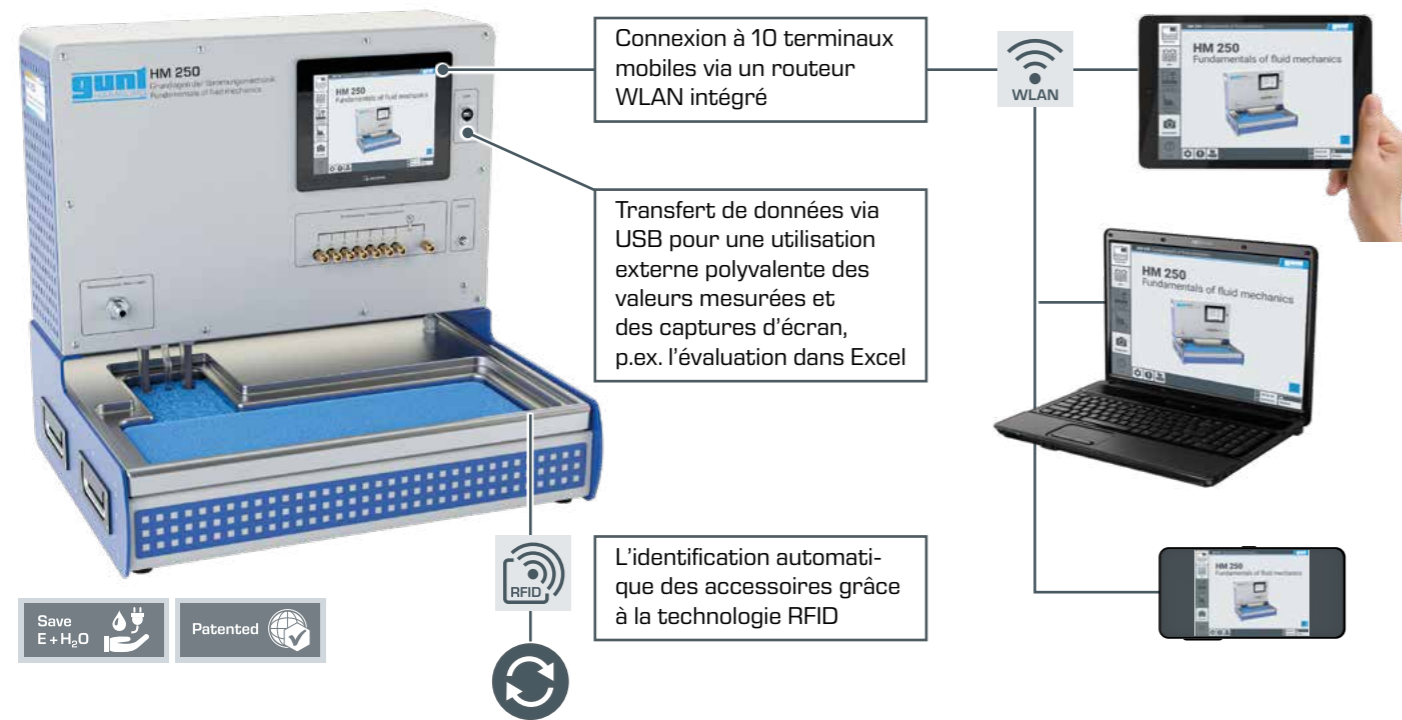 gunt
HM 250
Grundlagen der Strömungsmechanik
Fundamentals of fluid mechanics
HM 250
Fundamentals of fluid mechanics
Connexion à 10 terminaux
mobiles via un routeur
WLAN intégré
WLAN
HM 250
Fundamentals of fluid mechanics
Transfert de données via
USB pour une utilisation
externe polyvalente des
valeurs mesurées et
des captures d'écran,
p.ex. l'évaluation dans Excel
HM 250
Fundamentals of fluid mechanics
RFID
L'identification automati-
que des accessoires grâce
à la technologie RFID
HM 250
Fundamentals of fluid mechanics
Save
E + H₂O
Patented